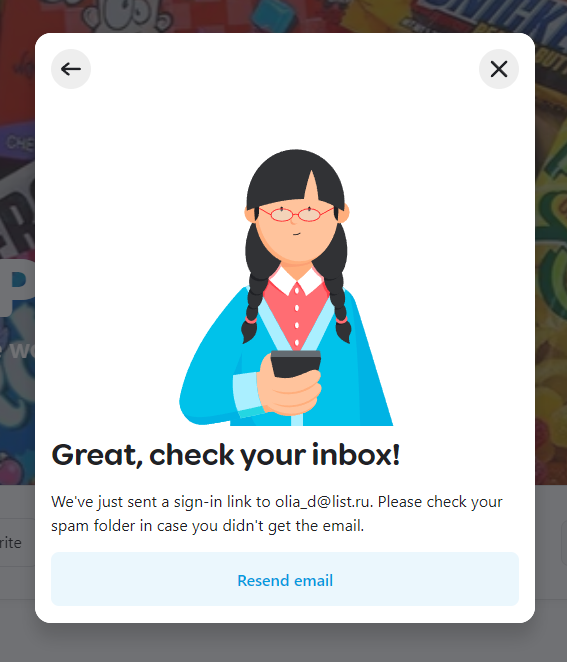 Great, check your inbox!
We've just sent a sign-in link to olia_d@list.ru. Please check your
spam folder in case you didn't get the email.
Resend email